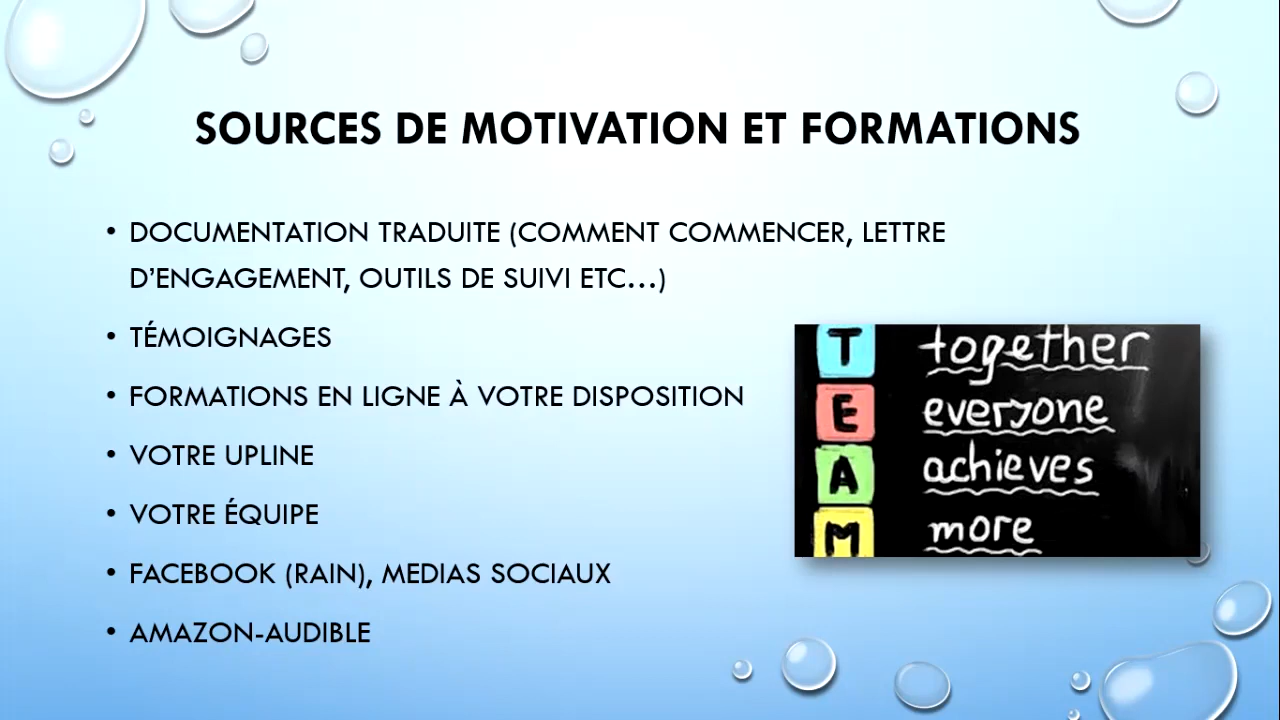 SOURCES DE MOTIVATION ET FORMATIONS
• DOCUMENTATION TRADUITE (COMMENT COMMENCER, LETTRE
D'ENGAGEMENT, OUTILS DE SUIVI ETC...)
• TÉMOIGNAGES
• FORMATIONS EN LIGNE À VOTRE DISPOSITION
• VOTRE UPLINE
• VOTRE ÉQUIPE
• FACEBOOK (RAIN), MEDIAS SOCIAUX
• AMAZON-AUDIBLE
T together
E everyone
A achieves
M more